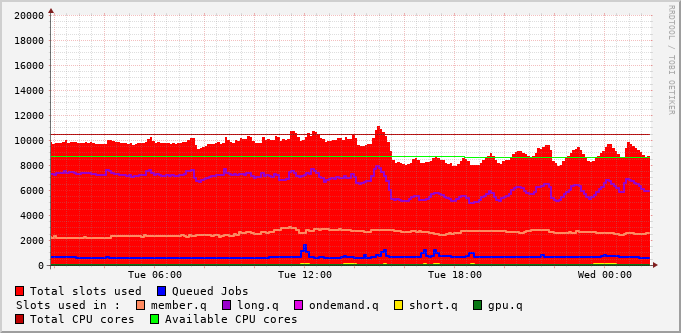 RRDTOOL / TOBI OETIKER
20000
18000
16000
14000
12000
10000
8000
6000
4000
2000
0
Tue 06:00 Tue 12:00 Tue 18:00 Wed 00:00
Total slots used Queued Jobs
Slots used in : member.q long.q ondemand.q short.q gpu.q
Total CPU cores Available CPU cores